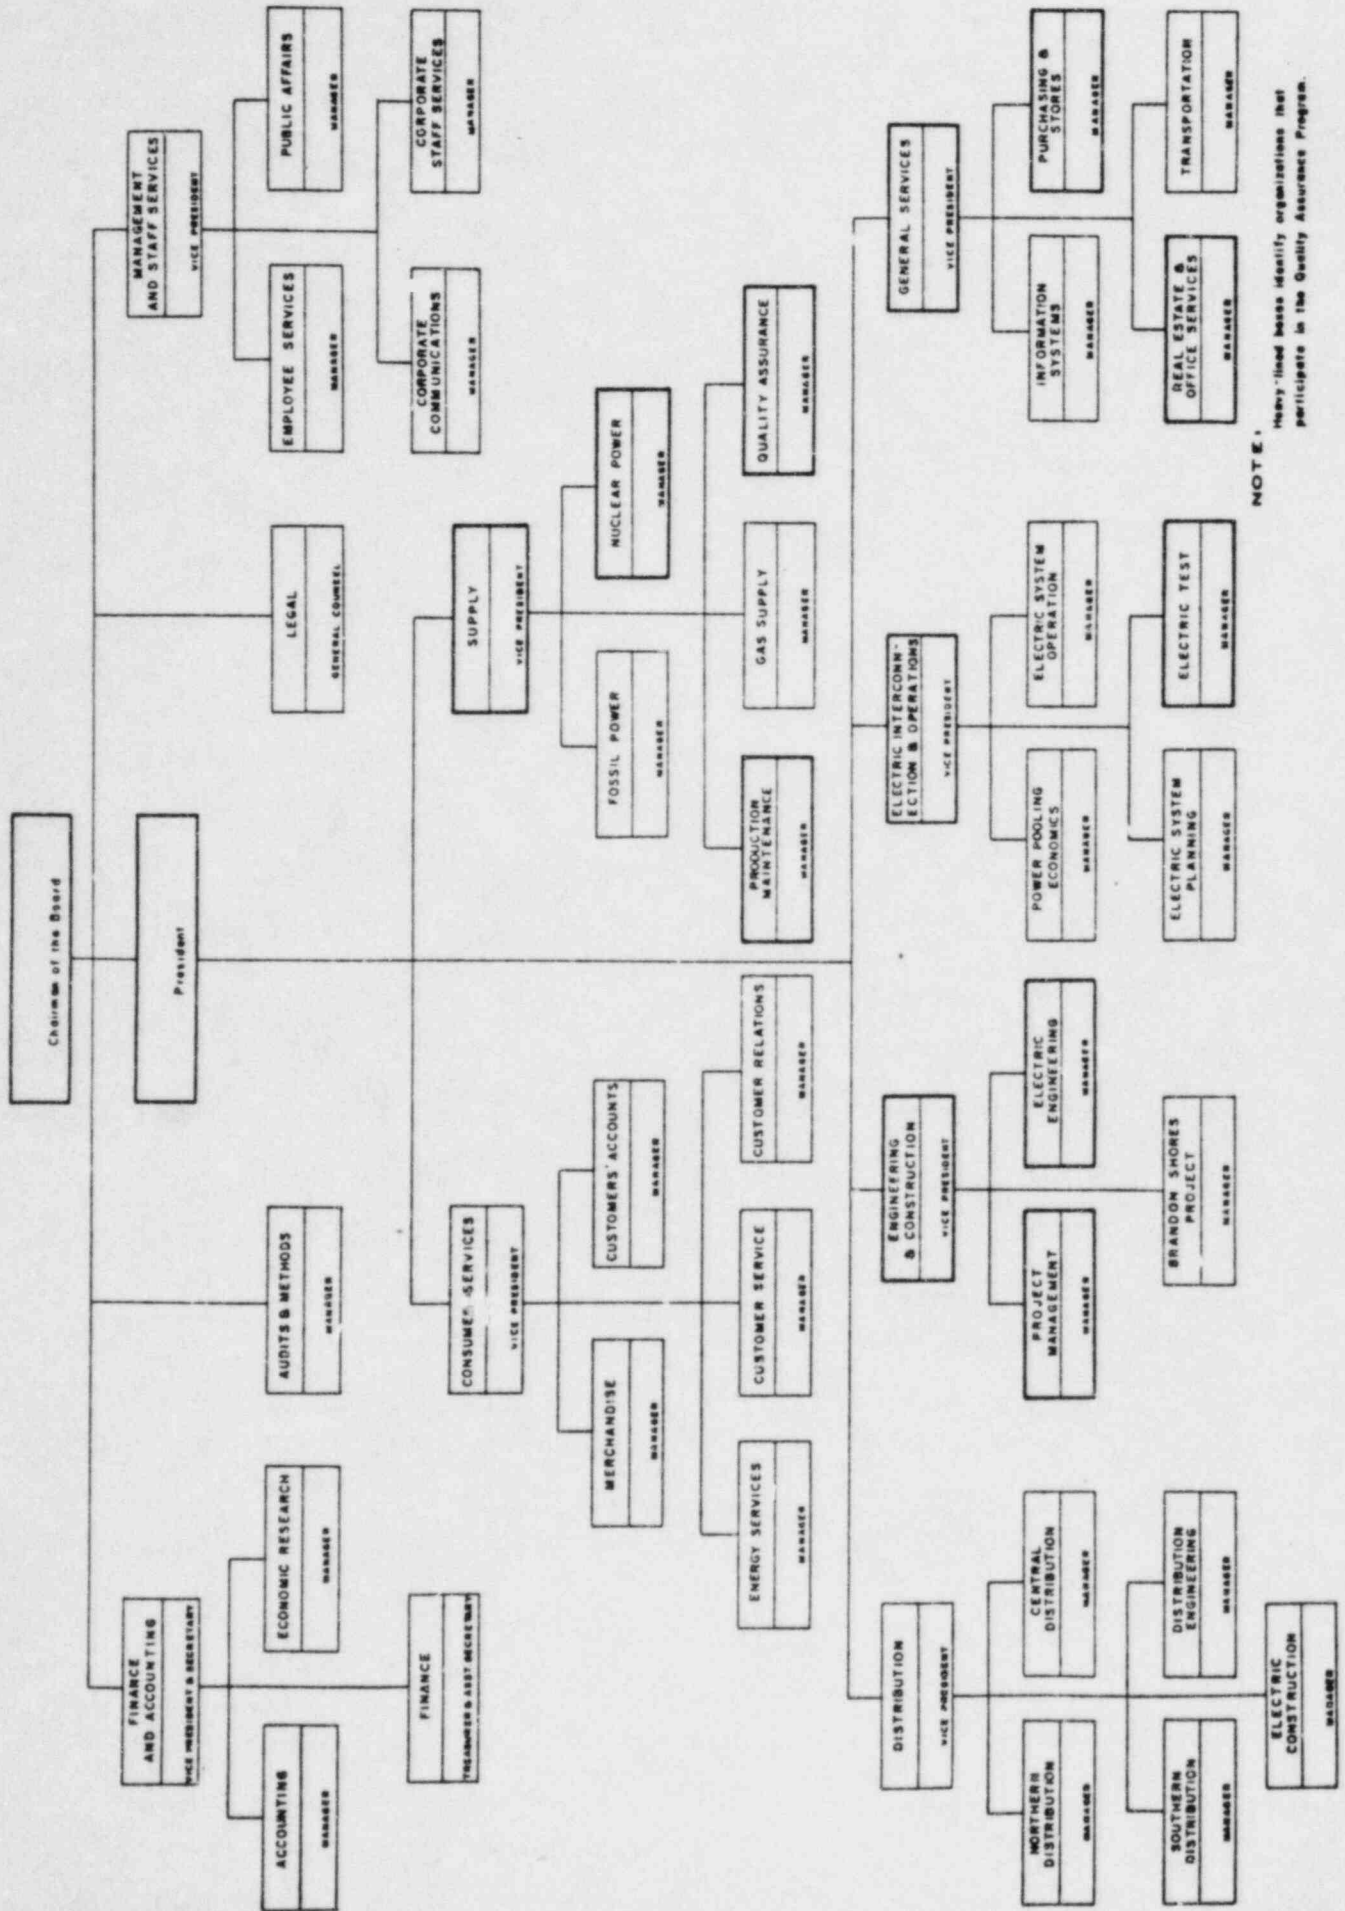 Chairman of the Board
President
FINANCE
AND ACCOUNTING
VICE PRESIDENT & SECRETARY
MANAGEMENT
AND STAFF SERVICES
VICE PRESIDENT
ACCOUNTING
MANAGER
ECONOMIC RESEARCH
MANAGER
AUDITS & METHODS
MANAGER
LEGAL
GENERAL COUNSEL
EMPLOYEE SERVICES
MANAGER
PUBLIC AFFAIRS
MANAGER
FINANCE
TREASURER & ASST SECRETARY
CORPORATE
COMMUNICATIONS
MANAGER
CORPORATE
STAFF SERVICES
MANAGER
CONSUMER SERVICES
VICE PRESIDENT
SUPPLY
VICE PRESIDENT
MERCHANDISE
MANAGER
CUSTOMERS' ACCOUNTS
MANAGER
FOSSIL POWER
MANAGER
NUCLEAR POWER
MANAGER
ENERGY SERVICES
MANAGER
CUSTOMER SERVICE
MANAGER
CUSTOMER RELATIONS
MANAGER
PRODUCTION
MAINTENANCE
MANAGER
GAS SUPPLY
MANAGER
QUALITY ASSURANCE
MANAGER
DISTRIBUTION
VICE PRESIDENT
ENGINEERING
& CONSTRUCTION
VICE PRESIDENT
ELECTRIC INTERCONN-
ECTION & OPERATIONS
VICE PRESIDENT
GENERAL SERVICES
VICE PRESIDENT
NORTHERN
DISTRIBUTION
MANAGER
CENTRAL
DISTRIBUTION
MANAGER
PROJECT
MANAGEMENT
MANAGER
ELECTRIC
ENGINEERING
MANAGER
POWER POOLING
ECONOMICS
MANAGER
ELECTRIC SYSTEM
OPERATION
MANAGER
INFORMATION
SYSTEMS
MANAGER
PURCHASING &
STORES
MANAGER
SOUTHERN
DISTRIBUTION
MANAGER
DISTRIBUTION
ENGINEERING
MANAGER
BRANDON SHORES
PROJECT
MANAGER
ELECTRIC SYSTEM
PLANNING
MANAGER
ELECTRIC TEST
MANAGER
REAL ESTATE &
OFFICE SERVICES
MANAGER
TRANSPORTATION
MANAGER
ELECTRIC
CONSTRUCTION
MANAGER
NOTE:
Heavy-lined boxes identify organizations that
participate in the Quality Assurance Program.